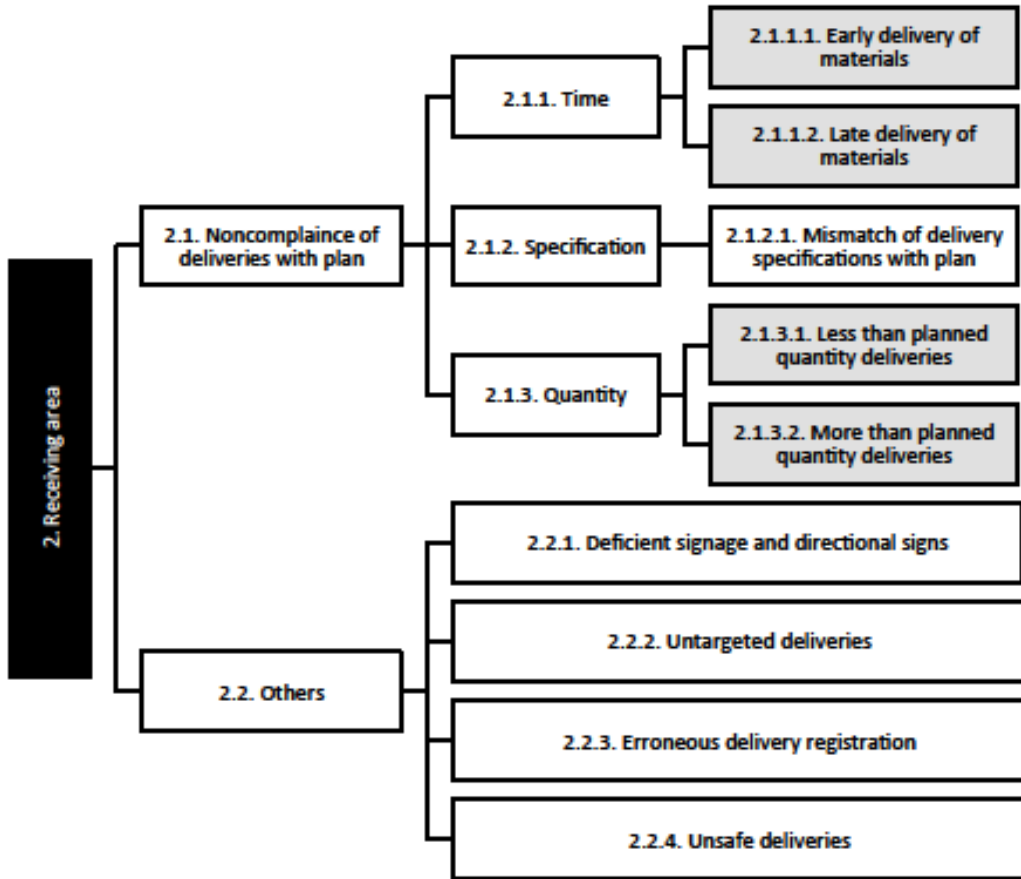 2. Receiving area
2.1. Noncomplaince of
deliveries with plan
2.1.1. Time
2.1.1.1. Early delivery of
materials
2.1.1.2. Late delivery of
materials
2.1.2. Specification
2.1.2.1. Mismatch of delivery
specifications with plan
2.1.3. Quantity
2.1.3.1. Less than planned
quantity deliveries
2.1.3.2. More than planned
quantity deliveries
2.2. Others
2.2.1. Deficient signage and directional signs
2.2.2. Untargeted deliveries
2.2.3. Erroneous delivery registration
2.2.4. Unsafe deliveries